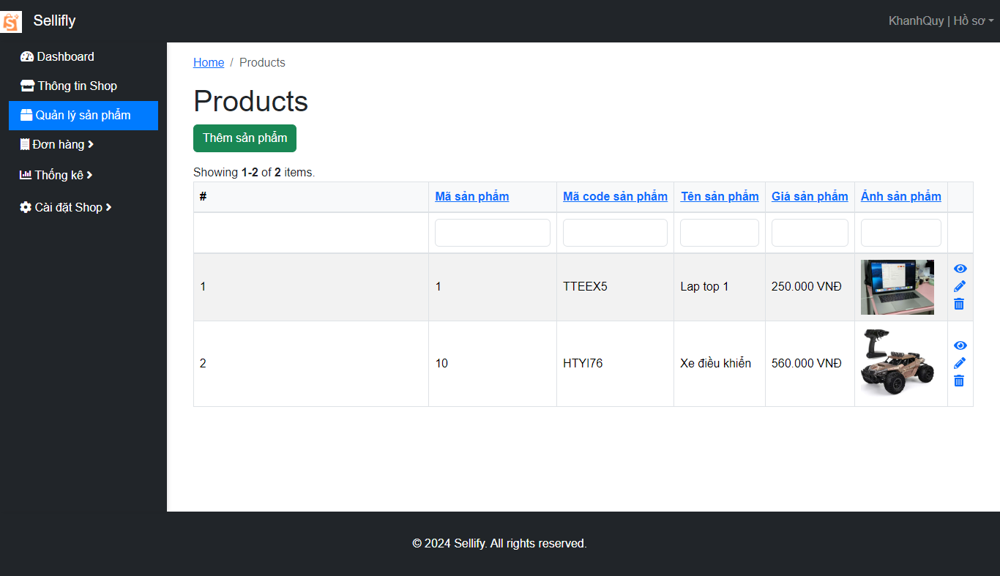 Sellifly
KhanhQuy | Hồ sơ
Dashboard
Thông tin Shop
Quản lý sản phẩm
Đơn hàng
Thống kê
Cài đặt Shop
Home / Products
Products
Thêm sản phẩm
Showing 1-2 of 2 items.
# Mã sản phẩm Mã code sản phẩm Tên sản phẩm Giá sản phẩm Ảnh sản phẩm
1 1 TTEEX5 Lap top 1 250.000 VNĐ
2 10 HTYI76 Xe điều khiển 560.000 VNĐ
© 2024 Sellify. All rights reserved.